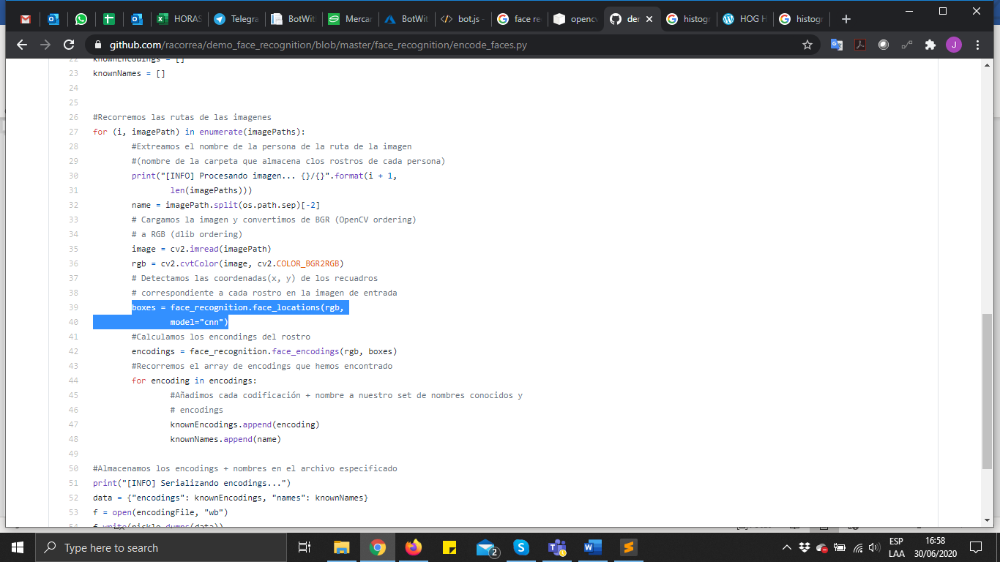 HORAS
Telegra
BotWit
Mercar
BotWit
bot.js -
face re
opencv
der
histogr
HOG H
histogr
github.com/racorrea/demo_face_recognition/blob/master/face_recognition/encode_faces.py
J
22 knownEncodings = []
23 knownNames = []
24
25
26 #Recorremos las rutas de las imagenes
27 for (i, imagePath) in enumerate(imagePaths):
28 #Extreamos el nombre de la persona de la ruta de la imagen
29 #(nombre de la carpeta que almacena clos rostros de cada persona)
30 print("[INFO] Procesando imagen... {}/{}".format(i + 1,
31 len(imagePaths)))
32 name = imagePath.split(os.path.sep)[-2]
33 # Cargamos la imagen y convertimos de BGR (OpenCV ordering)
34 # a RGB (dlib ordering)
35 image = cv2.imread(imagePath)
36 rgb = cv2.cvtColor(image, cv2.COLOR_BGR2RGB)
37 # Detectamos las coordenadas(x, y) de los recuadros
38 # correspondiente a cada rostro en la imagen de entrada
39 boxes = face_recognition.face_locations(rgb,
40 model="cnn")
41 #Calculamos los encondings del rostro
42 encodings = face_recognition.face_encodings(rgb, boxes)
43 #Recorremos el array de encodings que hemos encontrado
44 for encoding in encodings:
45 #Añadimos cada codificación + nombre a nuestro set de nombres conocidos y
46 # encodings
47 knownEncodings.append(encoding)
48 knownNames.append(name)
49
50 #Almacenamos los encodings + nombres en el archivo especificado
51 print("[INFO] Serializando encodings...")
52 data = {"encodings": knownEncodings, "names": knownNames}
53 f = open(encodingFile, "wb")
54 f.write(pickle.dumps(data))
Type here to search
2
ESP
LAA
16:58
30/06/2020